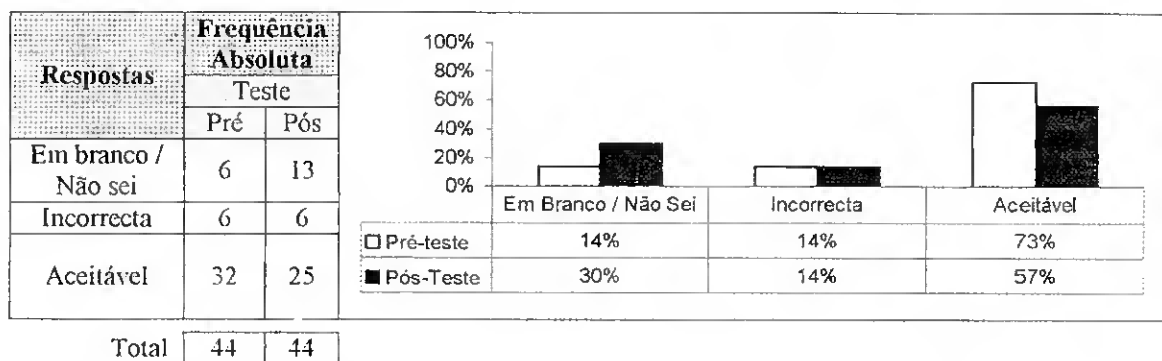 Respostas
Frequência
Absoluta
Teste
Pré Pós
Em branco /
Não sei
6 13
Incorrecta 6 6
Aceitável 32 25
Total 44 44
100%
80%
60%
40%
20%
0%
Em Branco / Não Sei Incorrecta Aceitável
Pré-teste 14% 14% 73%
Pós-Teste 30% 14% 57%